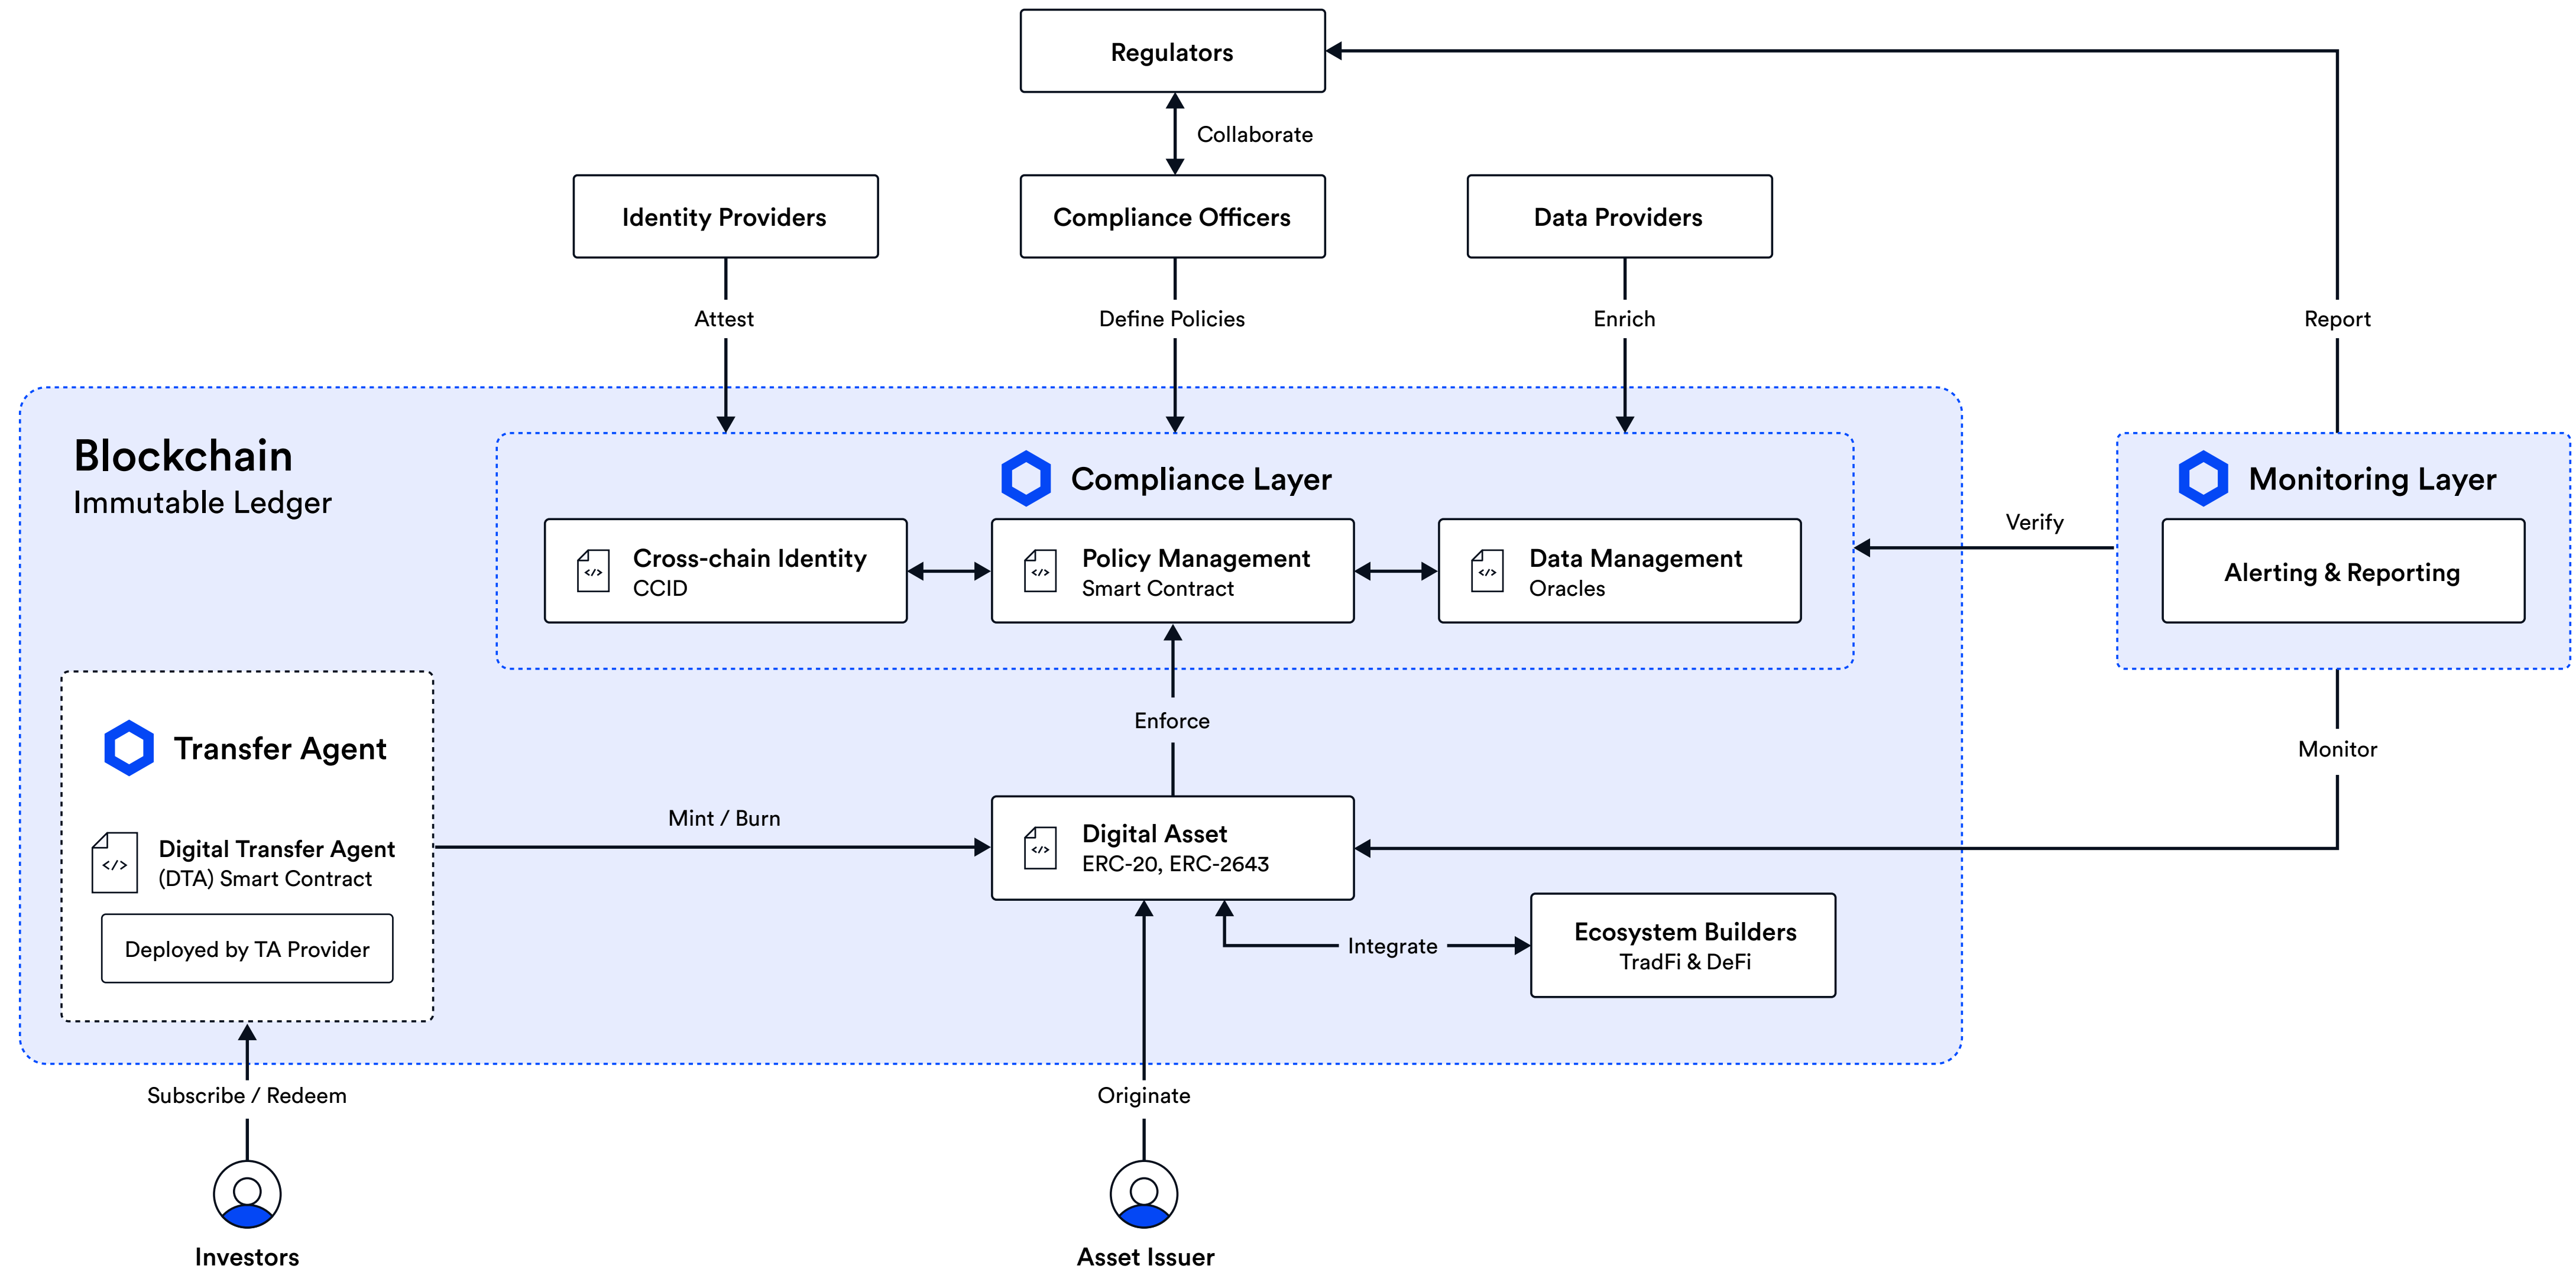 Regulators
Collaborate
Identity Providers
Compliance Officers
Data Providers
Attest
Define Policies
Enrich
Report
Blockchain
Immutable Ledger
Compliance Layer
Cross-chain Identity
CCID
Policy Management
Smart Contract
Data Management
Oracles
Verify
Monitoring Layer
Alerting & Reporting
Enforce
Monitor
Transfer Agent
</>
Digital Transfer Agent
(DTA) Smart Contract
Deployed by TA Provider
Mint / Burn
Digital Asset
ERC-20, ERC-2643
Integrate
Ecosystem Builders
TradFi & DeFi
Subscribe / Redeem
Originate
Investors
Asset Issuer